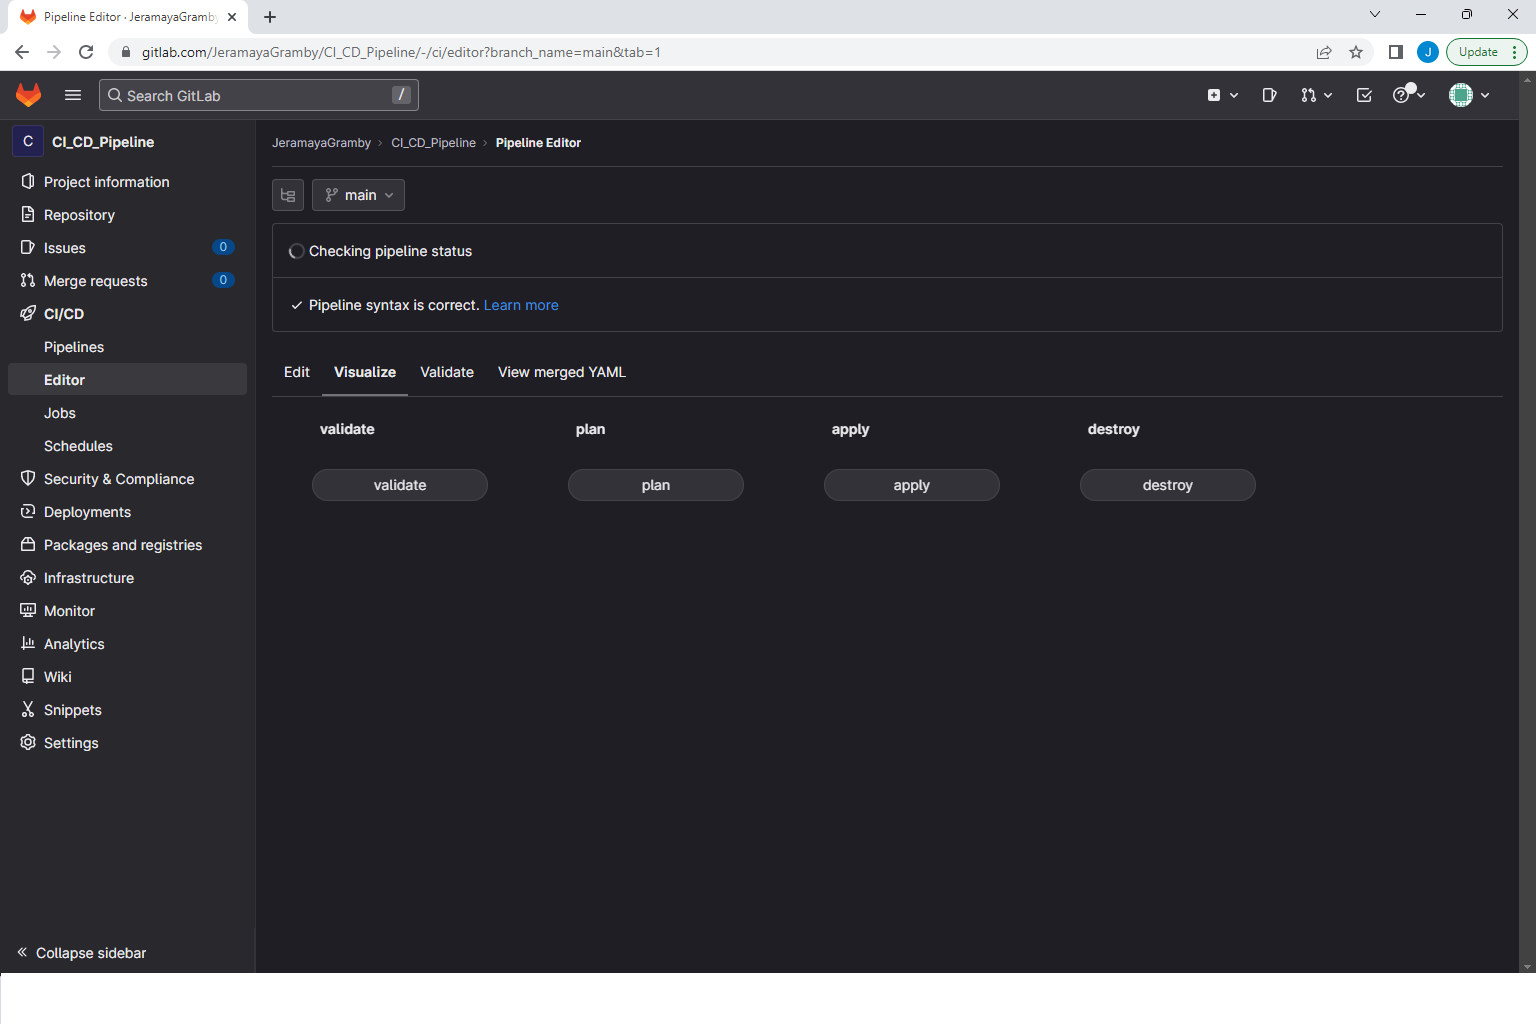 Pipeline Editor · JeramayaGramby
gitlab.com/JeramayaGramby/CI_CD_Pipeline/-/ci/editor?branch_name=main&tab=1
J
Update
Search GitLab
/
C
CI_CD_Pipeline
Project information
Repository
Issues
0
Merge requests
0
CI/CD
Pipelines
Editor
Jobs
Schedules
Security & Compliance
Deployments
Packages and registries
Infrastructure
Monitor
Analytics
Wiki
Snippets
Settings
Collapse sidebar
JeramayaGramby › CI_CD_Pipeline › Pipeline Editor
main
Checking pipeline status
Pipeline syntax is correct. Learn more
Edit Visualize Validate View merged YAML
validate plan apply destroy
validate plan apply destroy